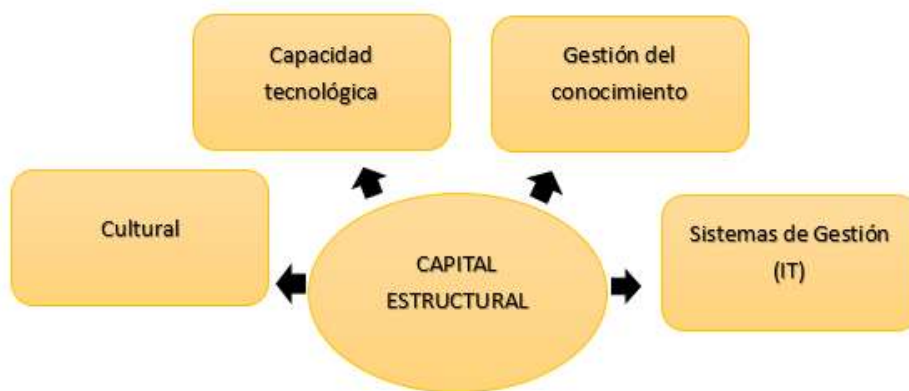 Capacidad
tecnológica
Gestión del
conocimiento
Cultural
Sistemas de Gestión
(IT)
CAPITAL
ESTRUCTURAL